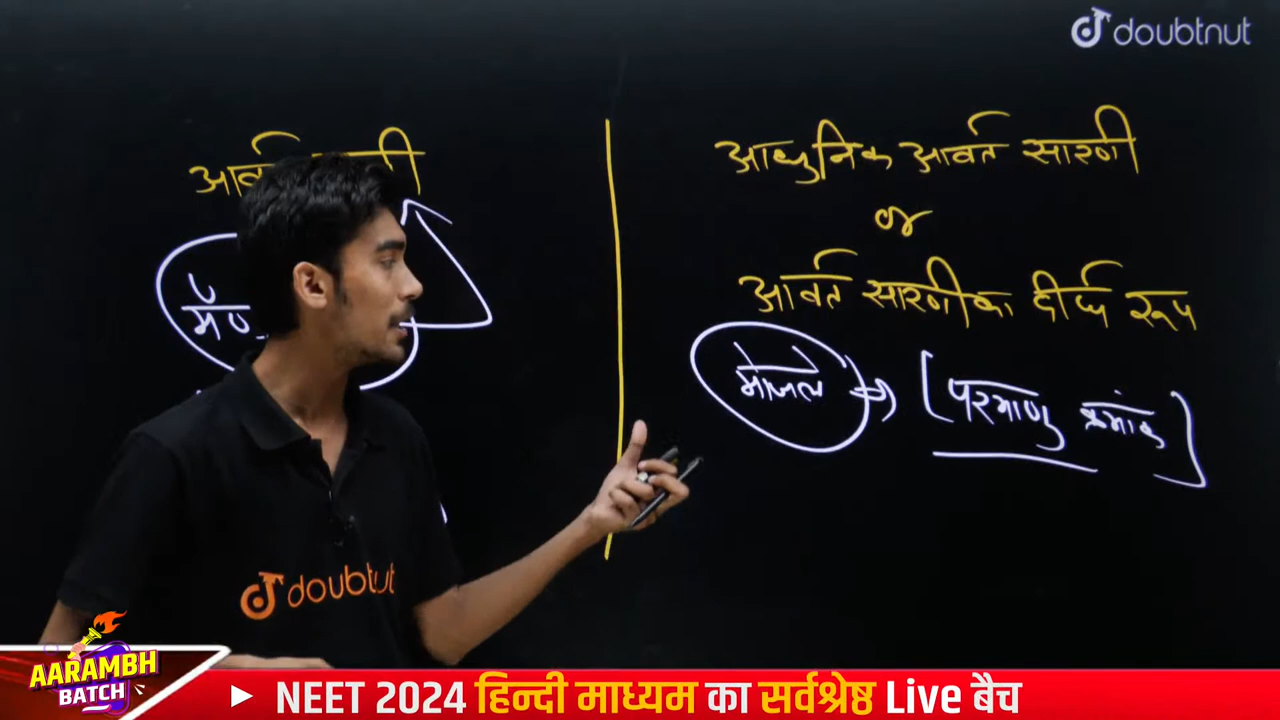 doubtnut
आधुनिक आवर्त सारणी
or
आवर्त सारणी का दीर्घ रूप
मोजले → [परमाणु क्रमांक]
doubtnut
AARAMBH
BATCH
NEET 2024 हिन्दी माध्यम का सर्वश्रेष्ठ Live बैच